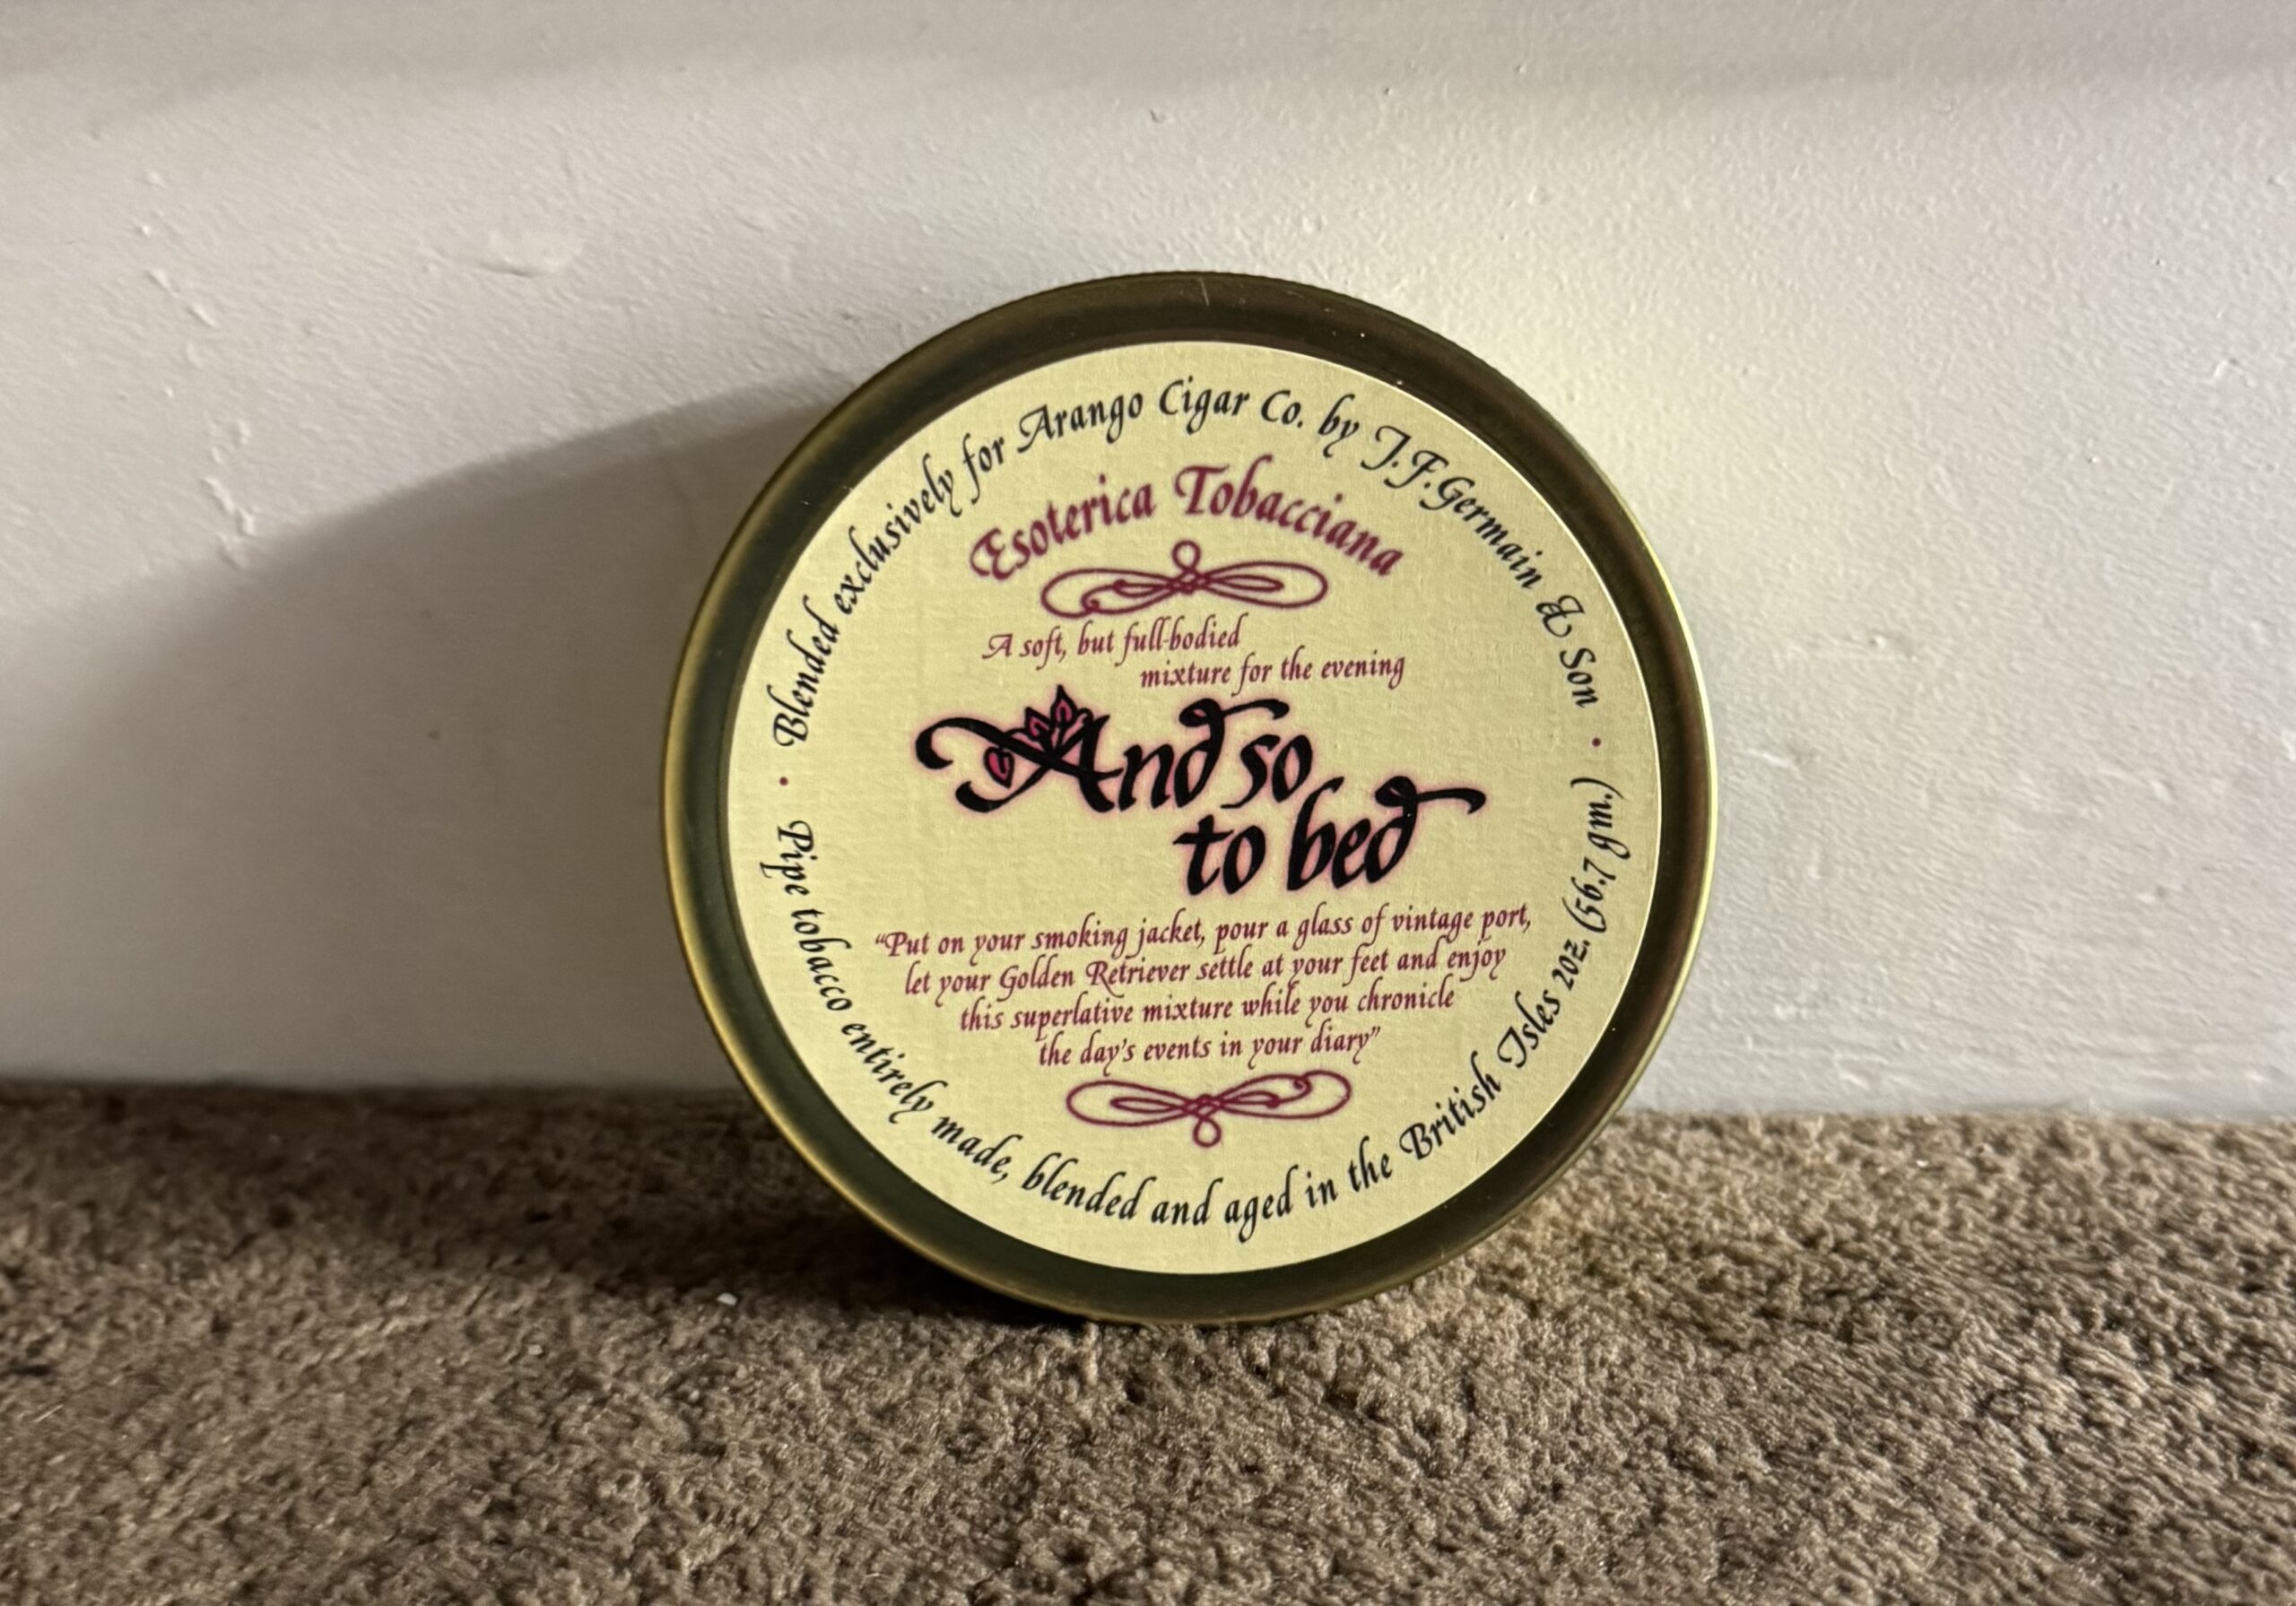 Blended exclusively for Arango Cigar Co. by J.F. Germain & Son
Esoterica Tobacciana
A soft, but full-bodied
mixture for the evening
And so
to bed
“Put on your smoking jacket, pour a glass of vintage port,
let your Golden Retriever settle at your feet and enjoy
this superlative mixture while you chronicle
the day's events in your diary”
Pipe tobacco entirely made, blended and aged in the British Isles 2oz. (56.7 gm.)